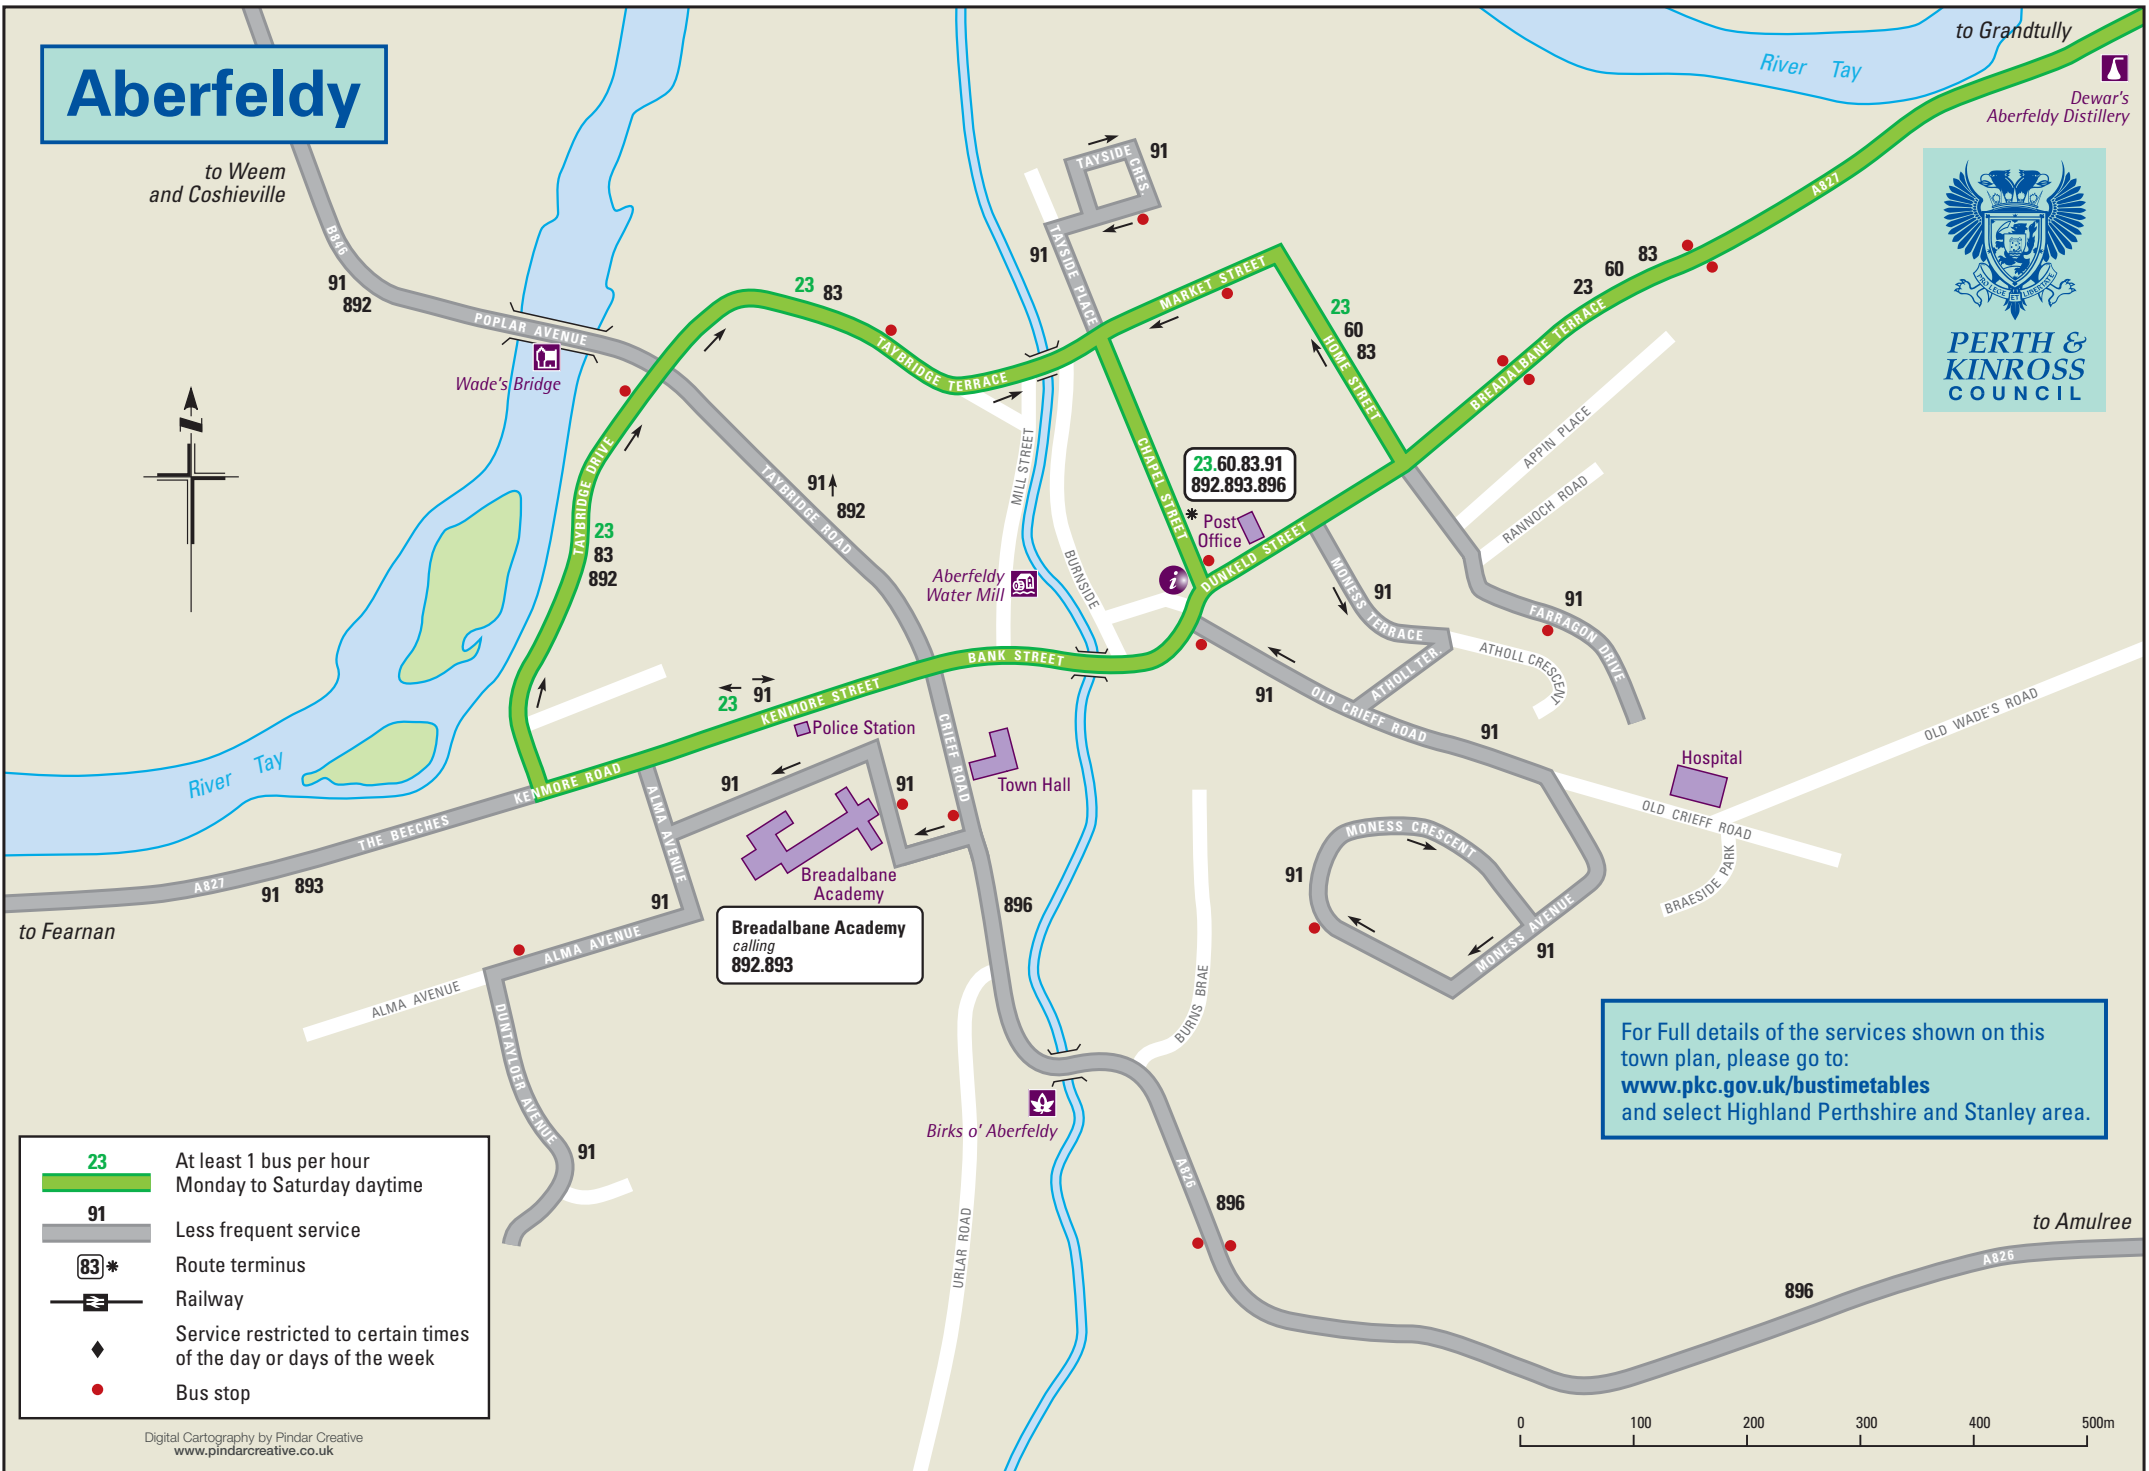 Aberfeldy
to Weem
and Coshieville
to Grandtully
River Tay
Dewar's
Aberfeldy Distillery
A827
PERTH &
KINROSS
COUNCIL
PRO LEGE ET LIBERTATE
B846
91
892
POPLAR AVENUE
Wade's Bridge
N
TAYSIDE
CRES.
91
91
TAYSIDE PLACE
23 83
TAYBRIDGE TERRACE
MARKET STREET
23
60
83
HOME STREET
23 60 83
BREADALBANE TERRACE
APPIN PLACE
RANNOCH ROAD
TAYBRIDGE DRIVE
23
83
892
TAYBRIDGE ROAD
91
892
MILL STREET
BURNSIDE
CHAPEL STREET
23.60.83.91
892.893.896
*
Post
Office
i
DUNKELD STREET
Aberfeldy
Water Mill
MONESS TERRACE
91
ATHOLL TER.
ATHOLL CRESCENT
91
FARRAGON DRIVE
BANK STREET
91
OLD CRIEFF ROAD
91
OLD WADE'S ROAD
23 91
KENMORE STREET
Police Station
CRIEFF ROAD
Town Hall
Hospital
OLD CRIEFF ROAD
BRAESIDE PARK
River Tay
KENMORE ROAD
THE BEECHES
A827
91 893
to Fearnan
ALMA AVENUE
91
91
Breadalbane
Academy
91
ALMA AVENUE
ALMA AVENUE
Breadalbane Academy
calling
892.893
896
MONESS CRESCENT
91
MONESS AVENUE
91
BURNS BRAE
DUNTAYLOER AVENUE
91
Birks o' Aberfeldy
URLAR ROAD
A826
896
896
A826
to Amulree
For Full details of the services shown on this
town plan, please go to:
www.pkc.gov.uk/bustimetables
and select Highland Perthshire and Stanley area.
23
At least 1 bus per hour
Monday to Saturday daytime
91
Less frequent service
83 *
Route terminus
Railway
Service restricted to certain times
of the day or days of the week
Bus stop
Digital Cartography by Pindar Creative
www.pindarcreative.co.uk
0 100 200 300 400 500m